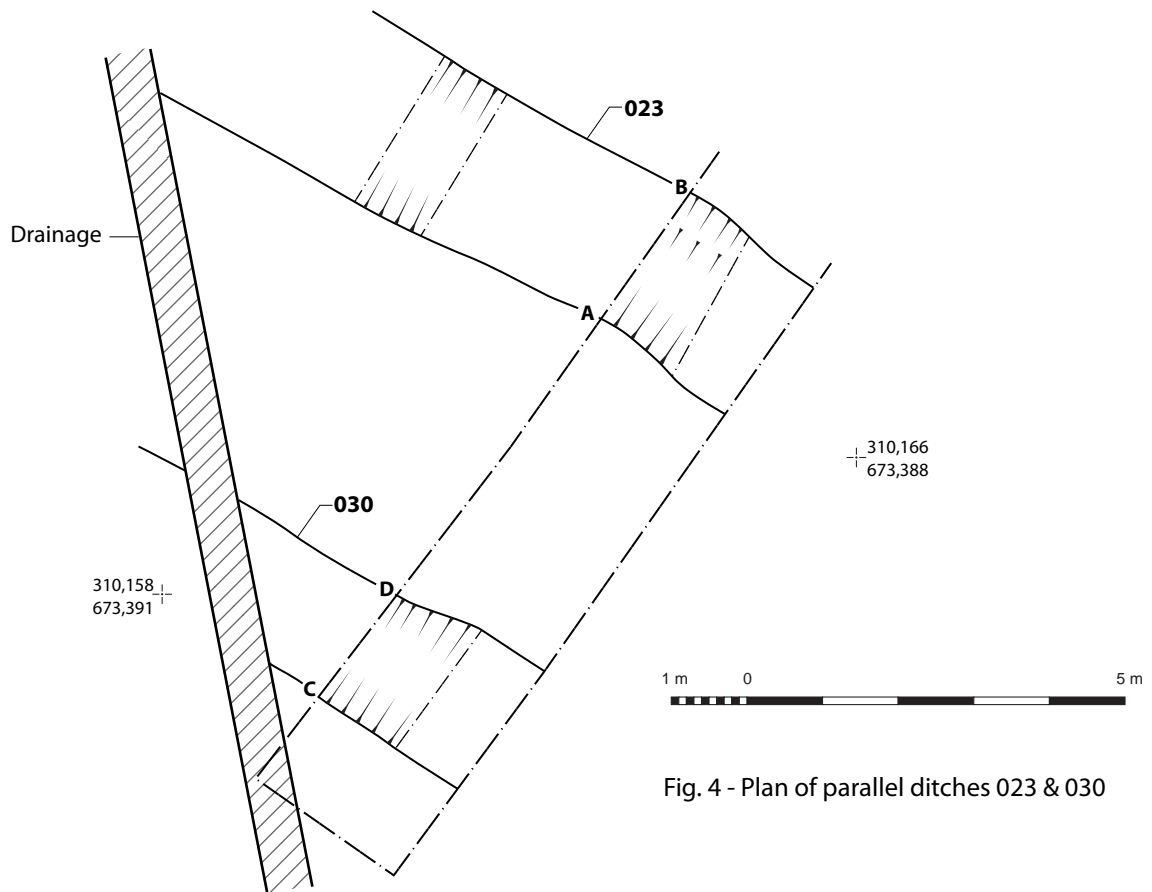 023
B
Drainage
A
310,166
673,388
030
D
310,158
673,391
C
1 m 0 5 m
Fig. 4 - Plan of parallel ditches 023 & 030